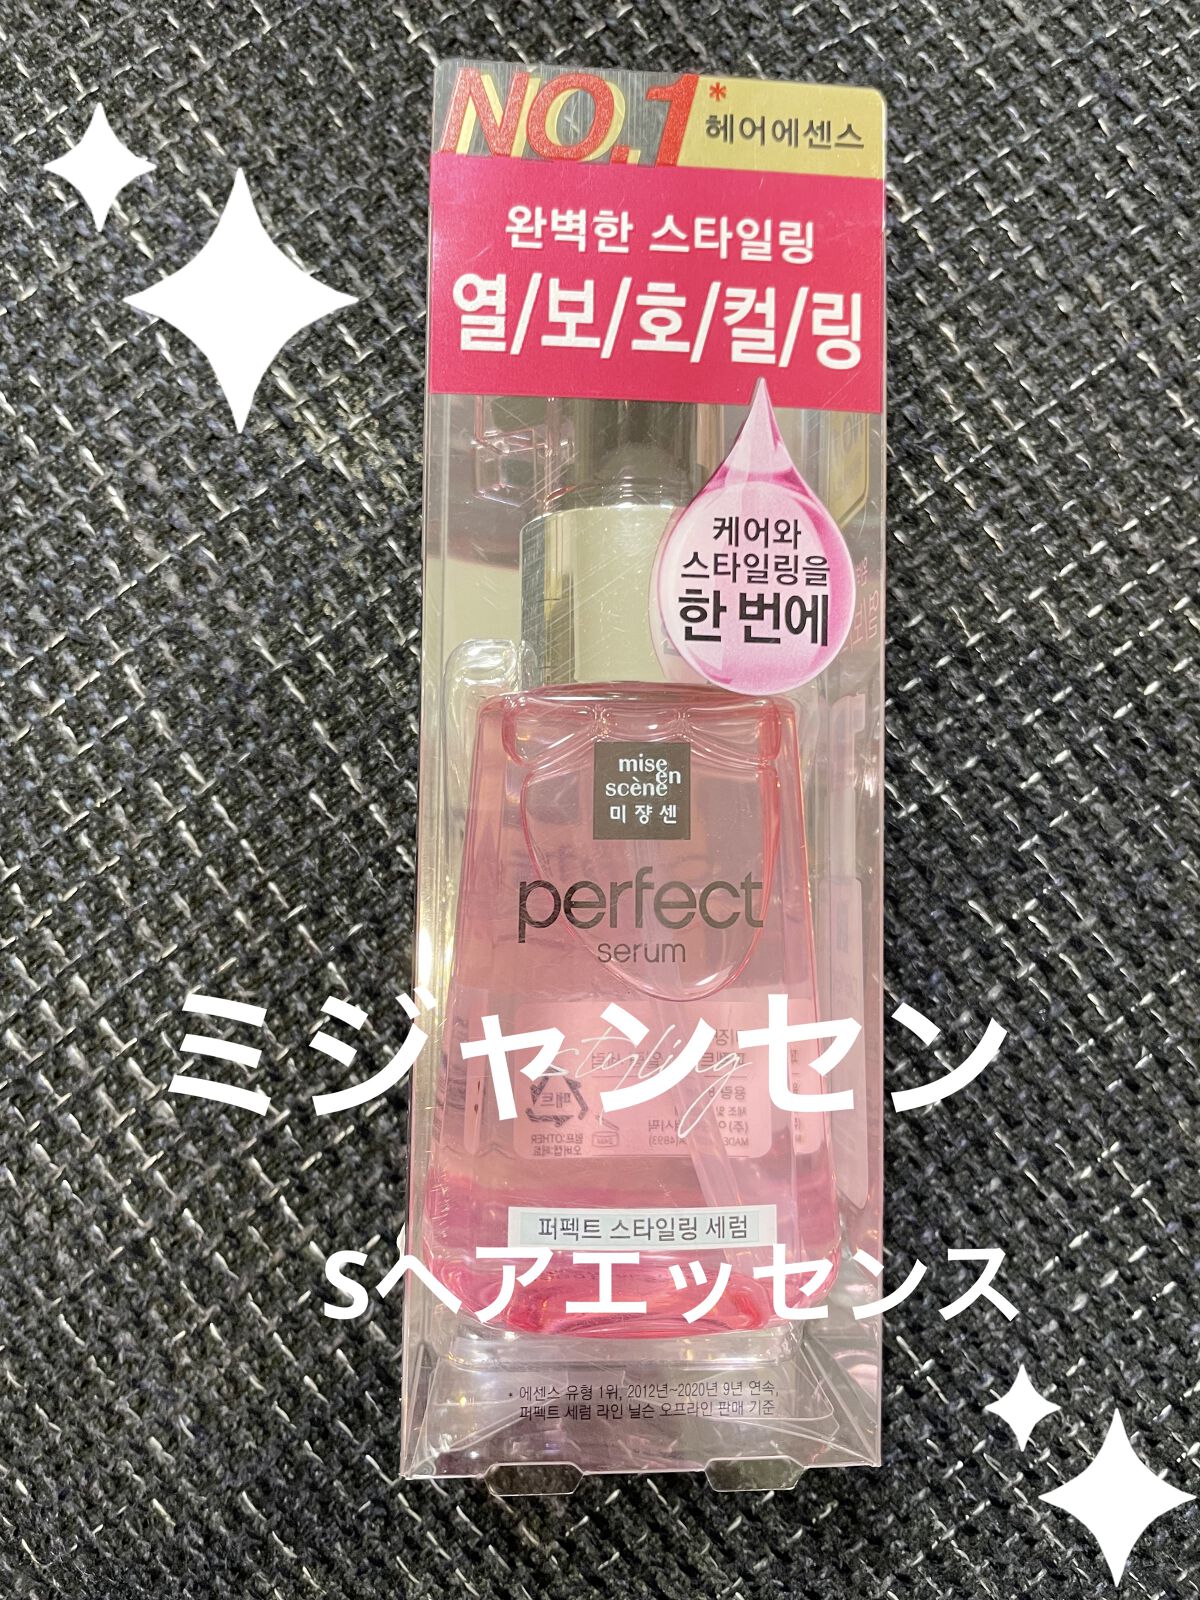 NO.1*
헤어에센스
완벽한 스타일링
열/보/호/컬/링
케어와
스타일링을
한 번에
mise
en
scène
미쟝센
perfect
serum
styling
ミジャンセン
퍼펙트 스타일링 세럼
Sヘアエッセンス
* 에센스 유형 1위, 2012년~2020년 9년 연속,
퍼펙트 세럼 라인 닐슨 오프라인 판매 기준